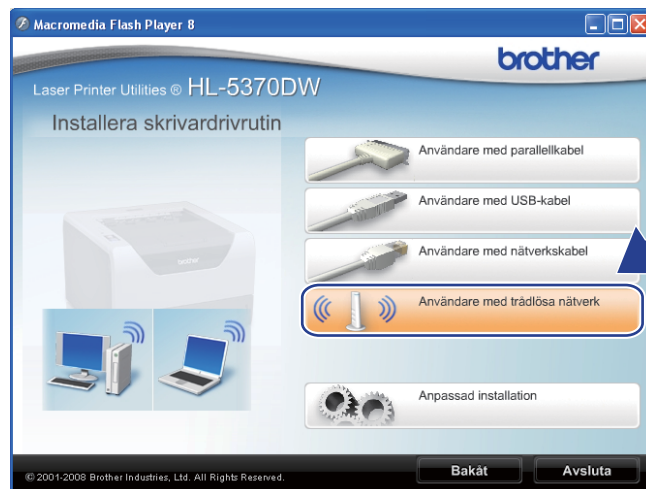 Macromedia Flash Player 8
brother
Laser Printer Utilities ® HL-5370DW
Installera skrivardrivrutin
Användare med parallellkabel
Användare med USB-kabel
Användare med nätverkskabel
Användare med trådlösa nätverk
Anpassad installation
© 2001-2008 Brother Industries, Ltd. All Rights Reserved.
Bakåt
Avsluta